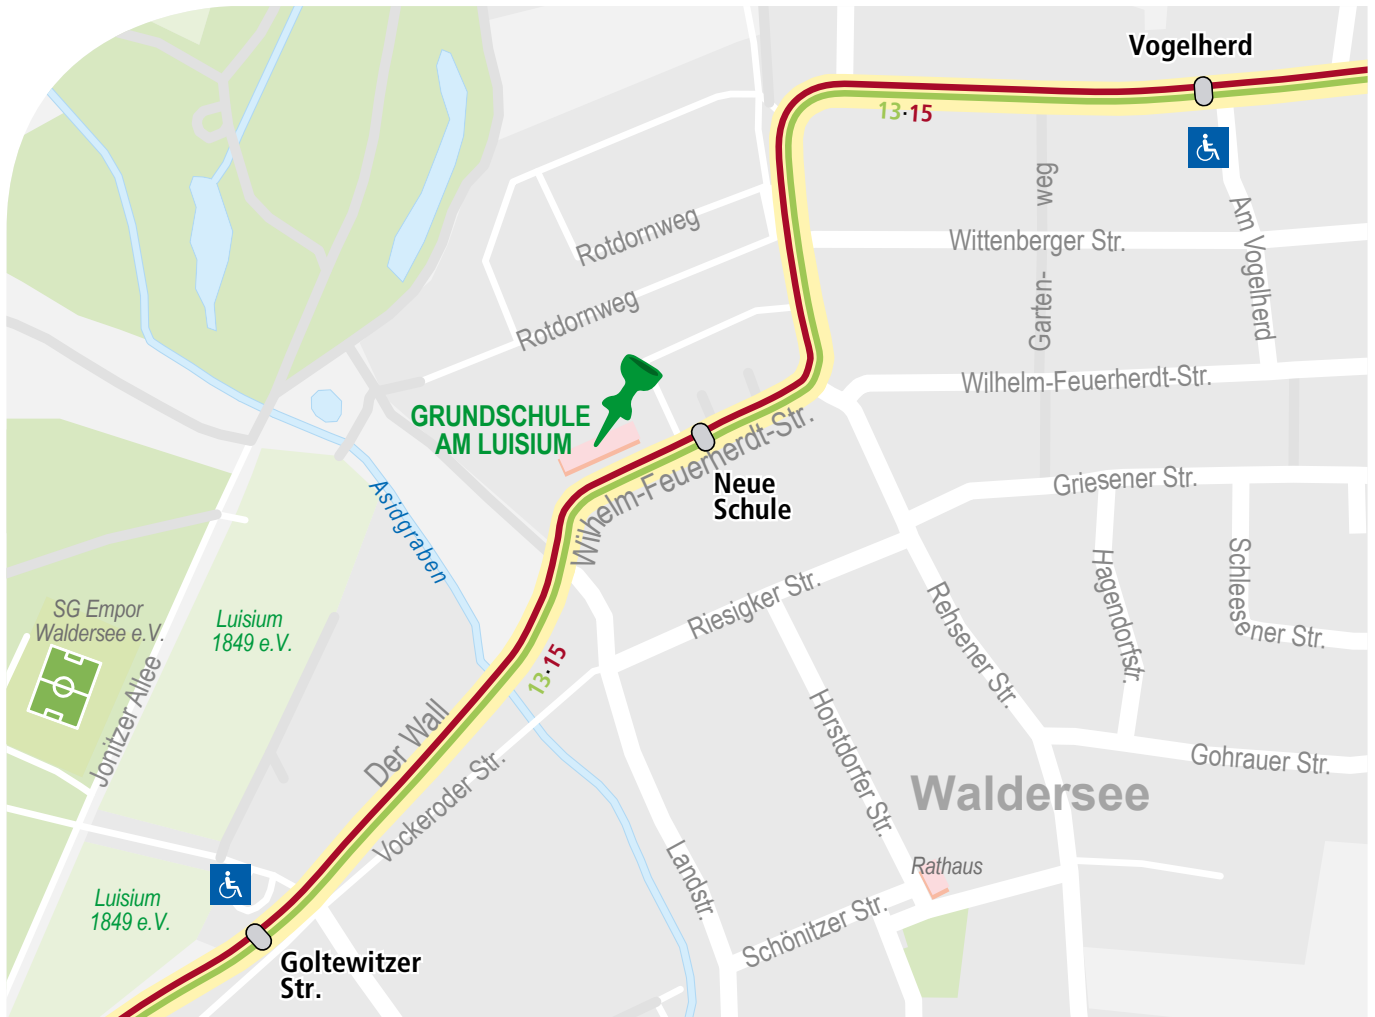 Vogelherd
13·15
Rotdornweg
Rotdornweg
Garten-
weg
Wittenberger Str.
Am Vogelherd
Wilhelm-Feuerherdt-Str.
GRUNDSCHULE
AM LUISIUM
Wilhelm-Feuerherdt-Str.
Neue
Schule
Griesener Str.
Asidgraben
SG Empor
Waldersee e.V.
Luisium
1849 e.V.
Jonitzer Allee
13·15
Riesigker Str.
Rehsener Str.
Hagendorfstr.
Schleesener Str.
Der Wall
Vockeroder Str.
Horstdorfer Str.
Gohrauer Str.
Waldersee
Rathaus
Landstr.
Schönitzer Str.
Luisium
1849 e.V.
Goltewitzer
Str.